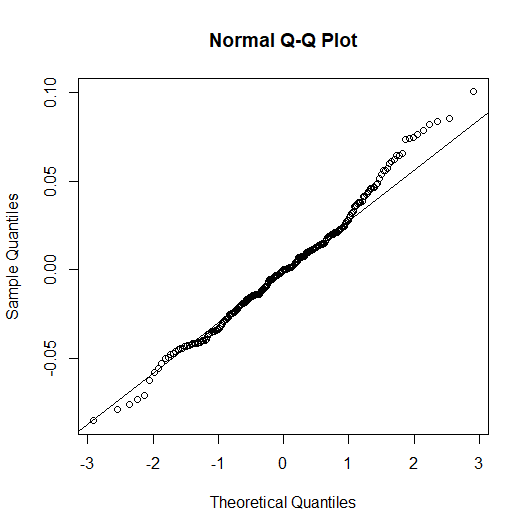 Normal Q-Q Plot
Sample Quantiles
0.10
0.05
0.00
-0.05
-3 -2 -1 0 1 2 3
Theoretical Quantiles